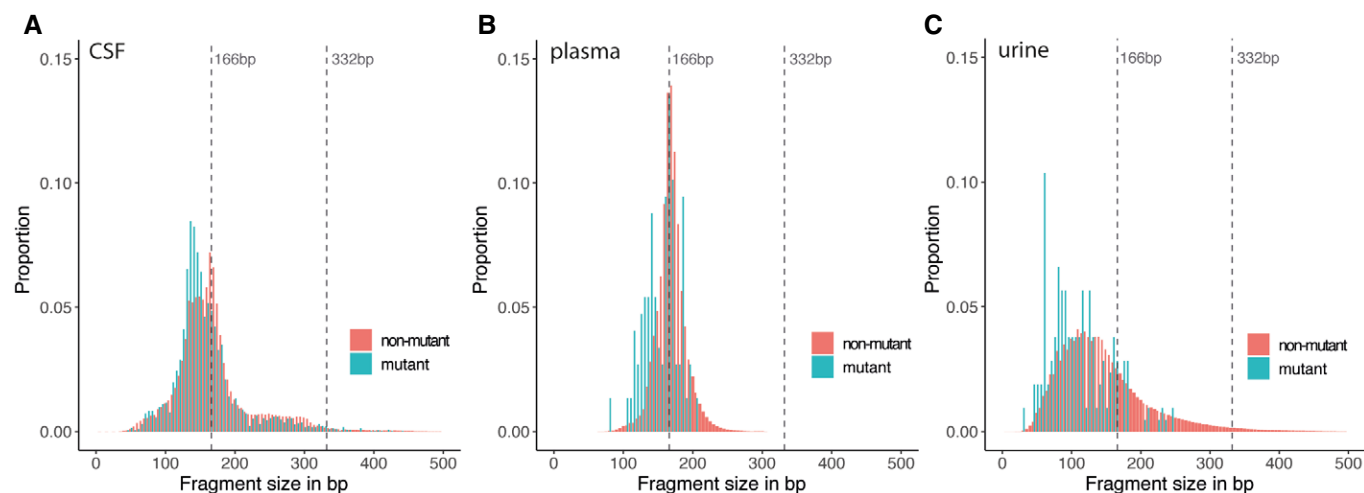 A
CSF
166bp
332bp
0.15
0.10
0.05
0.00
Proportion
non-mutant
mutant
0 100 200 300 400 500
Fragment size in bp
B
plasma
166bp
332bp
0.15
0.10
0.05
0.00
Proportion
non-mutant
mutant
0 100 200 300 400 500
Fragment size in bp
C
urine
166bp
332bp
0.15
0.10
0.05
0.00
Proportion
non-mutant
mutant
0 100 200 300 400 500
Fragment size in bp